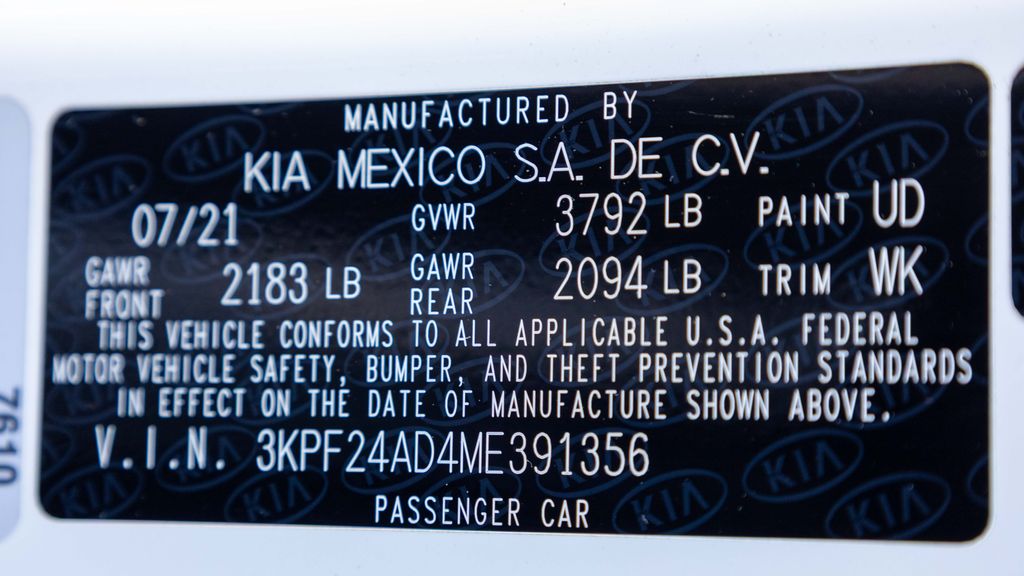 MANUFACTURED BY
KIA MEXICO S.A. DE C.V.
07/21 GVWR 3792 LB PAINT UD
GAWR FRONT 2183 LB GAWR REAR 2094 LB TRIM WK
THIS VEHICLE CONFORMS TO ALL APPLICABLE U.S.A. FEDERAL
MOTOR VEHICLE SAFETY, BUMPER, AND THEFT PREVENTION STANDARDS
IN EFFECT ON THE DATE OF MANUFACTURE SHOWN ABOVE.
V.I.N. 3KPF24AD4ME391356
PASSENGER CAR
7610